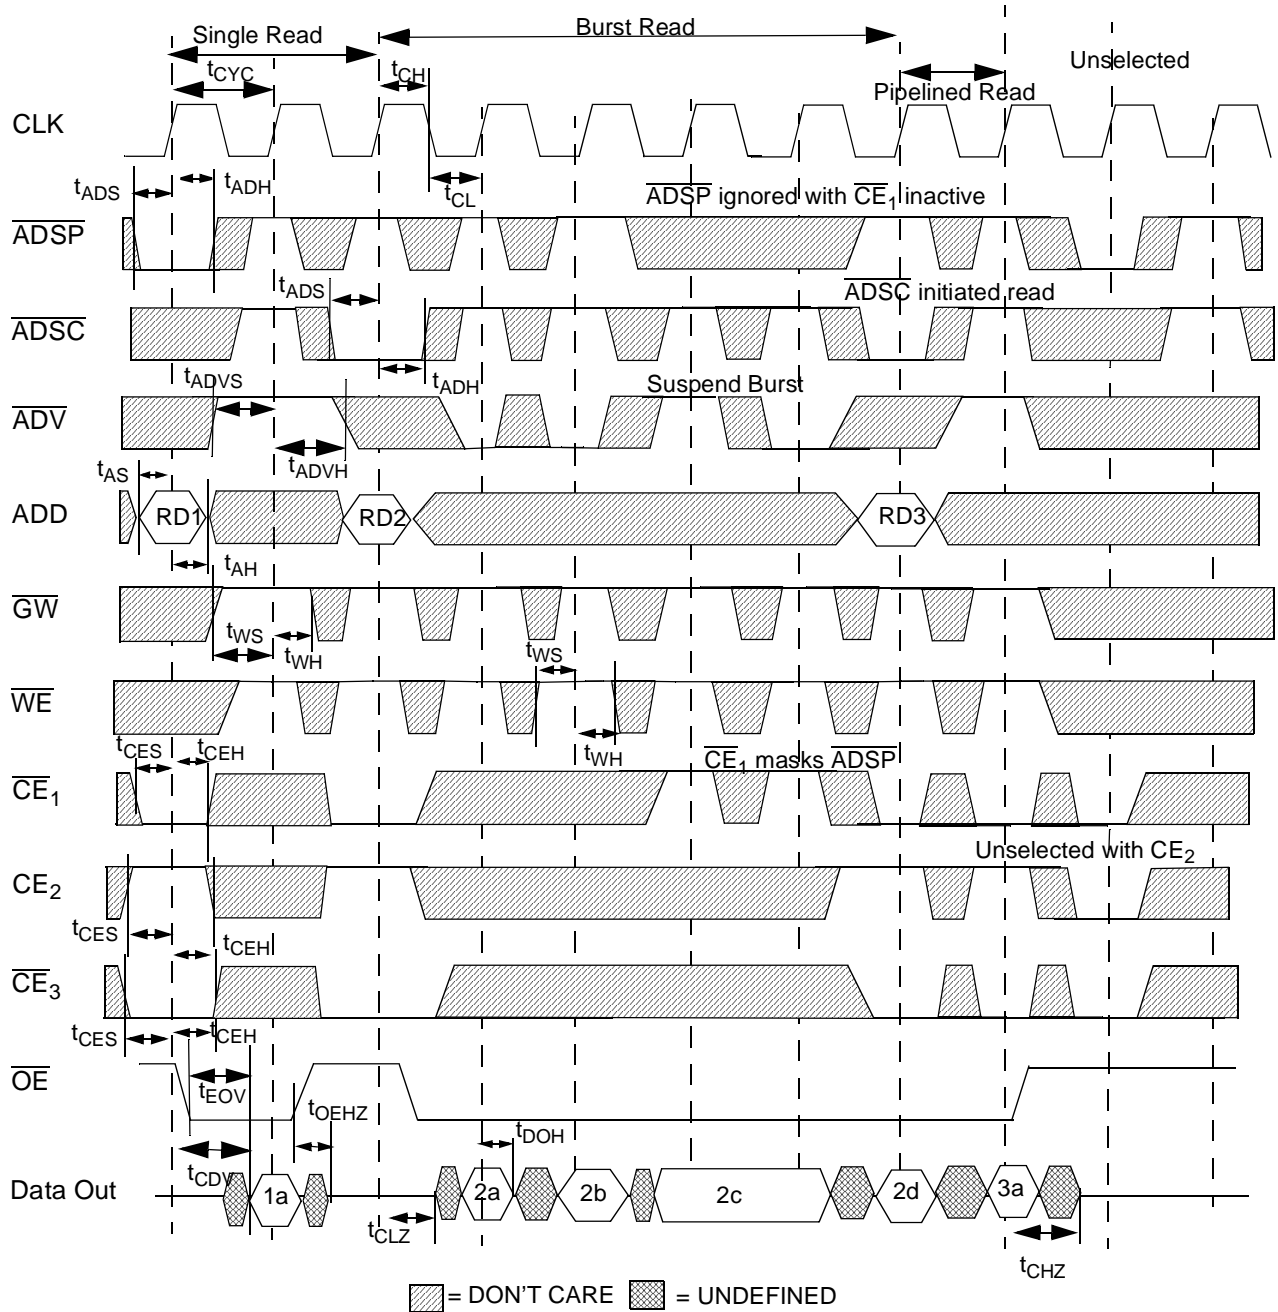 Single Read
Burst Read
Unselected
tCYC
tCH
Pipelined Read
CLK
tADS
tADH
tCL
ADSP ignored with CE1 inactive
ADSP
tADS
ADSC initiated read
ADSC
tADVS
tADH
Suspend Burst
ADV
tAS
tADVH
ADD
RD1
RD2
RD3
tAH
GW
tWS
tWH
tWS
WE
tCES
tCEH
tWH
CE1 masks ADSP
CE1
Unselected with CE2
CE2
tCES
tCEH
CE3
tCES
tCEH
OE
tEOV
tOEHZ
tDOH
tCDV
Data Out
1a
2a
2b
2c
2d
3a
tCLZ
tCHZ
= DON'T CARE
= UNDEFINED